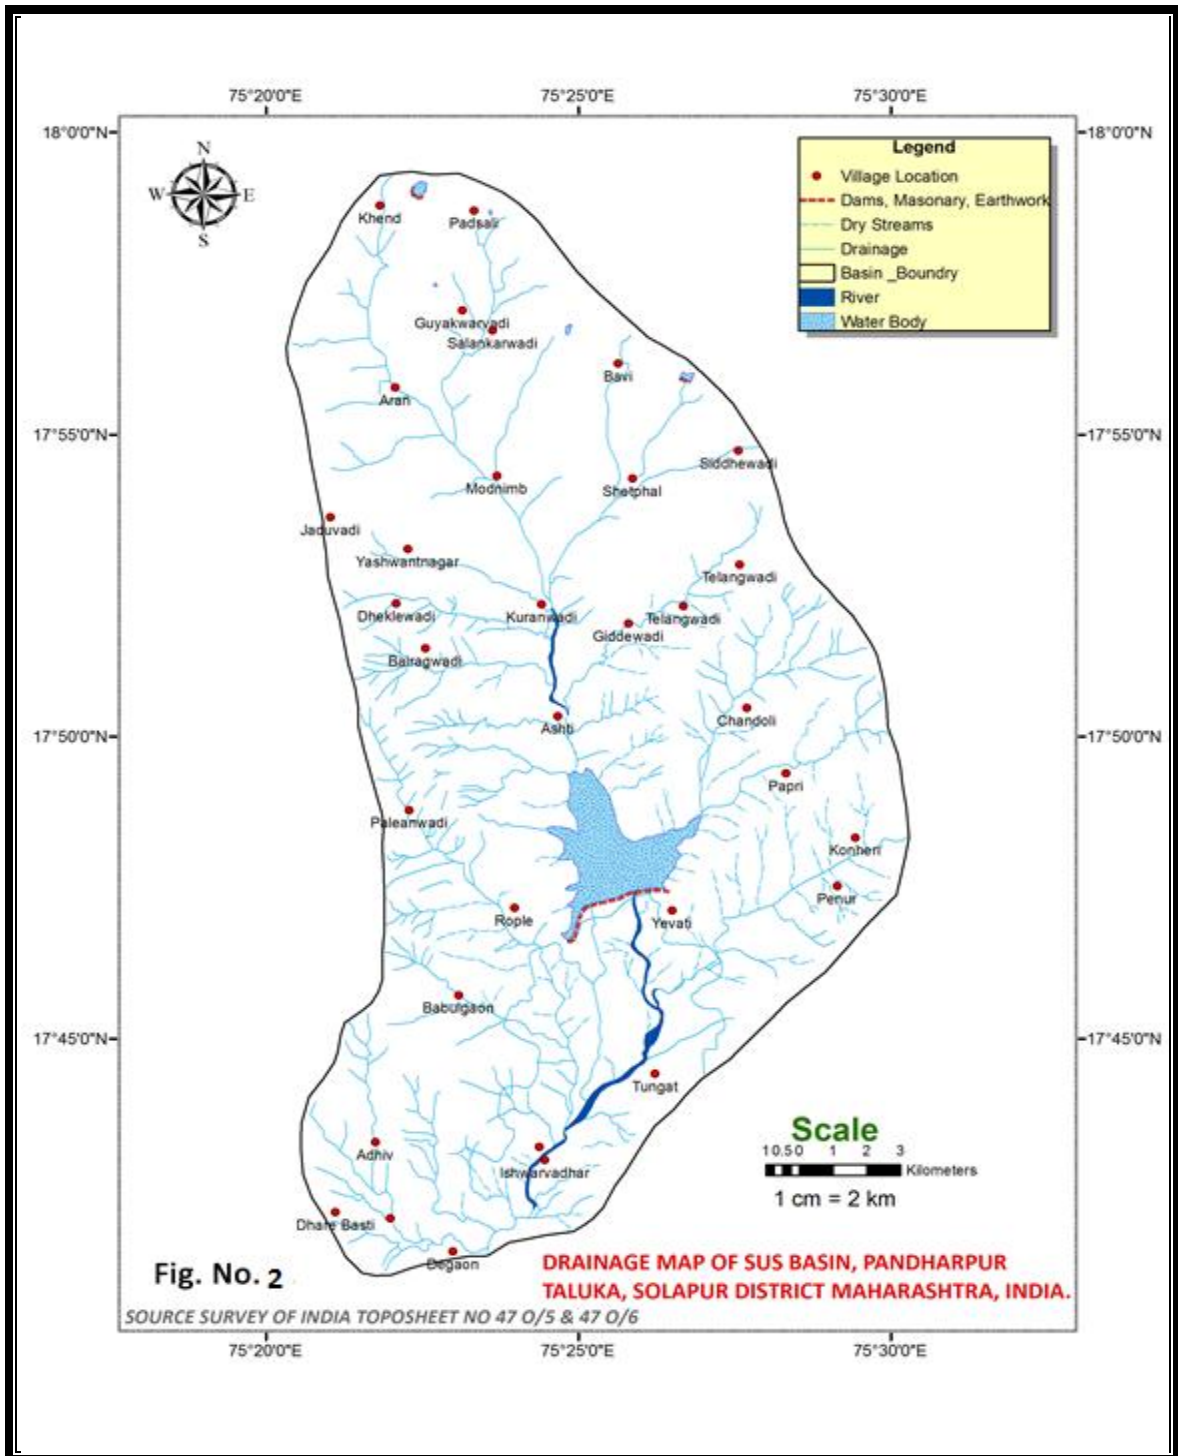 75°20'0"E 75°25'0"E 75°30'0"E
18°0'0"N 18°0'0"N
N
W E
S
Legend
Village Location
Dams, Masonary, Earthwork
Dry Streams
Drainage
Basin _Boundry
River
Water Body
Khend
Padsali
Guyakwarvadi
Salankarwadi
Bavi
Aran
17°55'0"N 17°55'0"N
Siddhewadi
Modnimb
Shetphal
Jaduvadi
Yashwantnagar
Telangwadi
Dheklewadi
Kuranwadi
Telangwadi
Giddewadi
Bairagwadi
Chandoli
Ashti
17°50'0"N 17°50'0"N
Papri
Paleanwadi
Konheri
Penur
Rople
Yevati
Babulgaon
17°45'0"N 17°45'0"N
Tungat
Scale
1 0.5 0 1 2 3
Kilometers
1 cm = 2 km
Adhiv
Ishwarvadhar
Dhare Basti
Degaon
Fig. No. 2
DRAINAGE MAP OF SUS BASIN, PANDHARPUR
TALUKA, SOLAPUR DISTRICT MAHARASHTRA, INDIA.
SOURCE SURVEY OF INDIA TOPOSHEET NO 47 O/5 & 47 O/6
75°20'0"E 75°25'0"E 75°30'0"E